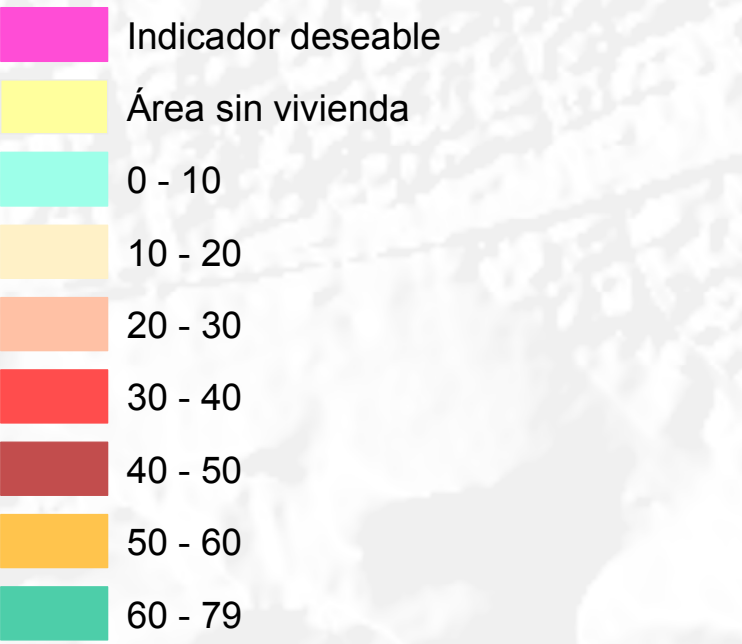 Indicador deseable
Área sin vivienda
0 - 10
10 - 20
20 - 30
30 - 40
40 - 50
50 - 60
60 - 79